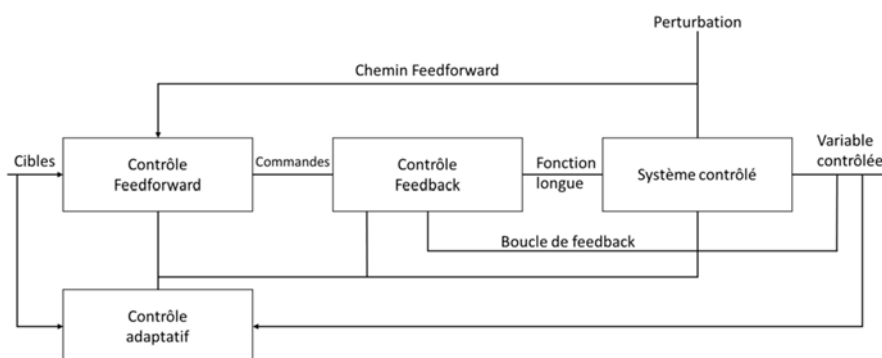 Perturbation
Chemin Feedforward
Cibles
Contrôle
Feedforward
Commandes
Contrôle
Feedback
Fonction
longue
Système contrôlé
Variable
contrôlée
Boucle de feedback
Contrôle
adaptatif